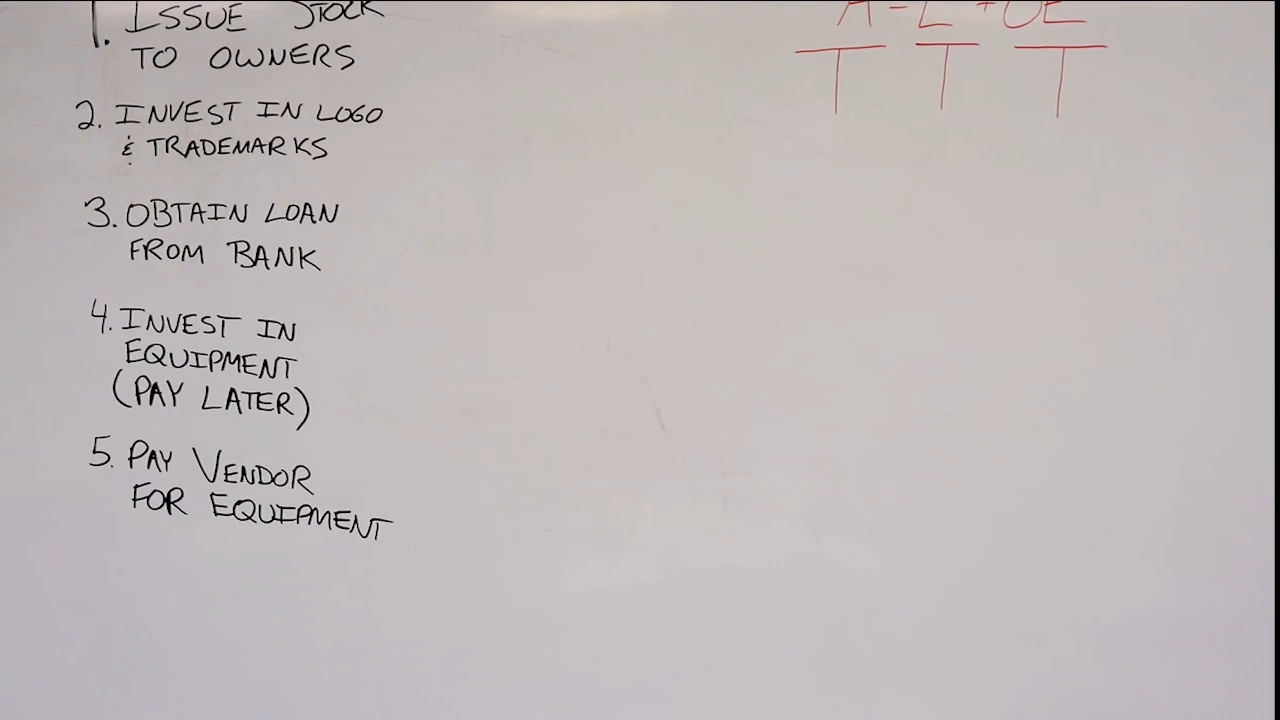 1. ISSUE STOCK
TO OWNERS
2. INVEST IN LOGO
& TRADEMARKS
3. OBTAIN LOAN
FROM BANK
4. INVEST IN
EQUIPMENT
(PAY LATER)
5. PAY VENDOR
FOR EQUIPMENT
A = L + OE